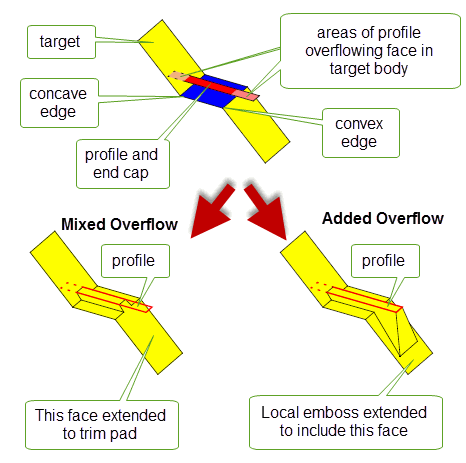 target
areas of profile
overflowing face in
target body
concave
edge
convex
edge
profile and
end cap
Mixed Overflow
Added Overflow
profile
profile
This face extended
to trim pad
Local emboss extended
to include this face